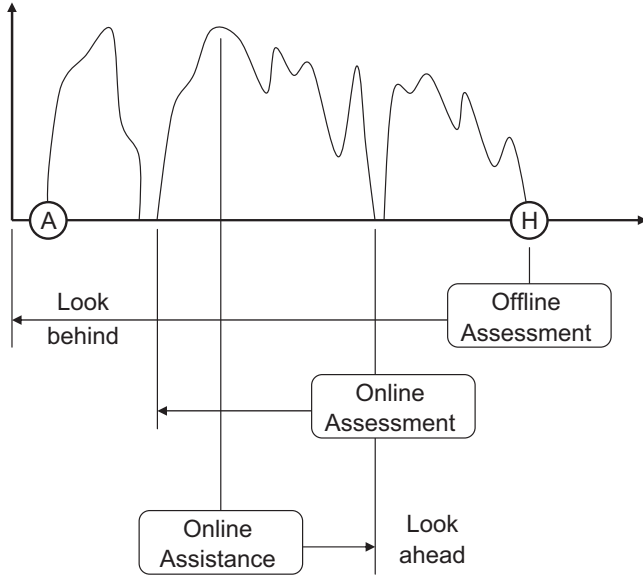 A
H
Look
behind
Offline
Assessment
Online
Assessment
Online
Assistance
Look
ahead